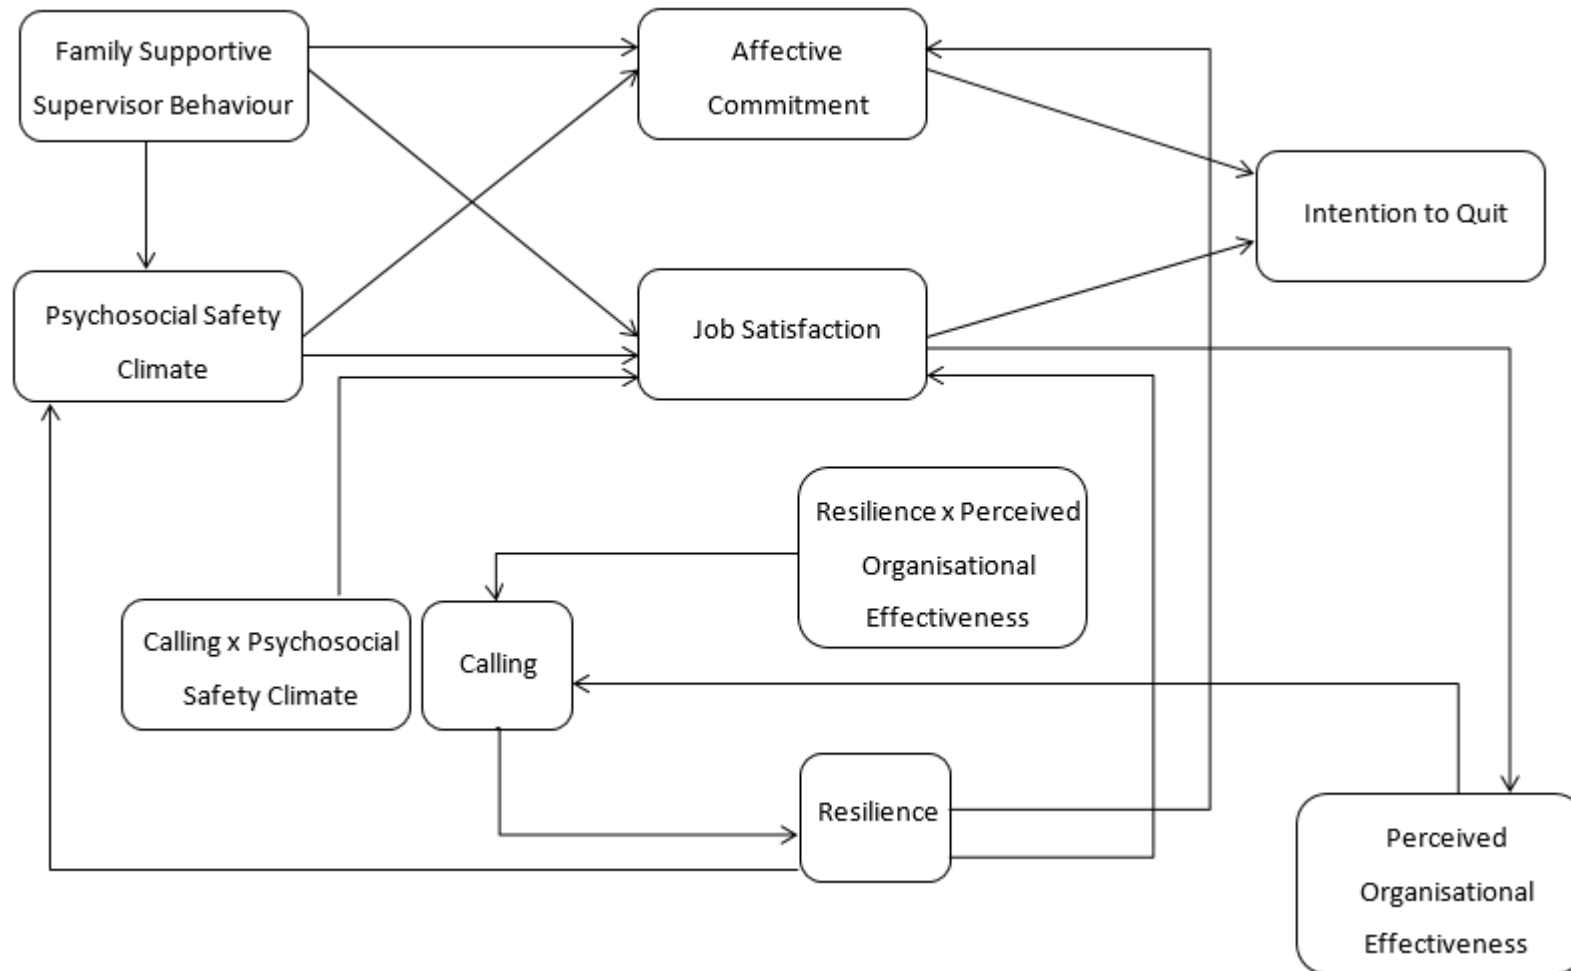 Family Supportive
Supervisor Behaviour
Affective
Commitment
Intention to Quit
Psychosocial Safety
Climate
Job Satisfaction
Resilience x Perceived
Organisational
Effectiveness
Calling x Psychosocial
Safety Climate
Calling
Resilience
Perceived
Organisational
Effectiveness